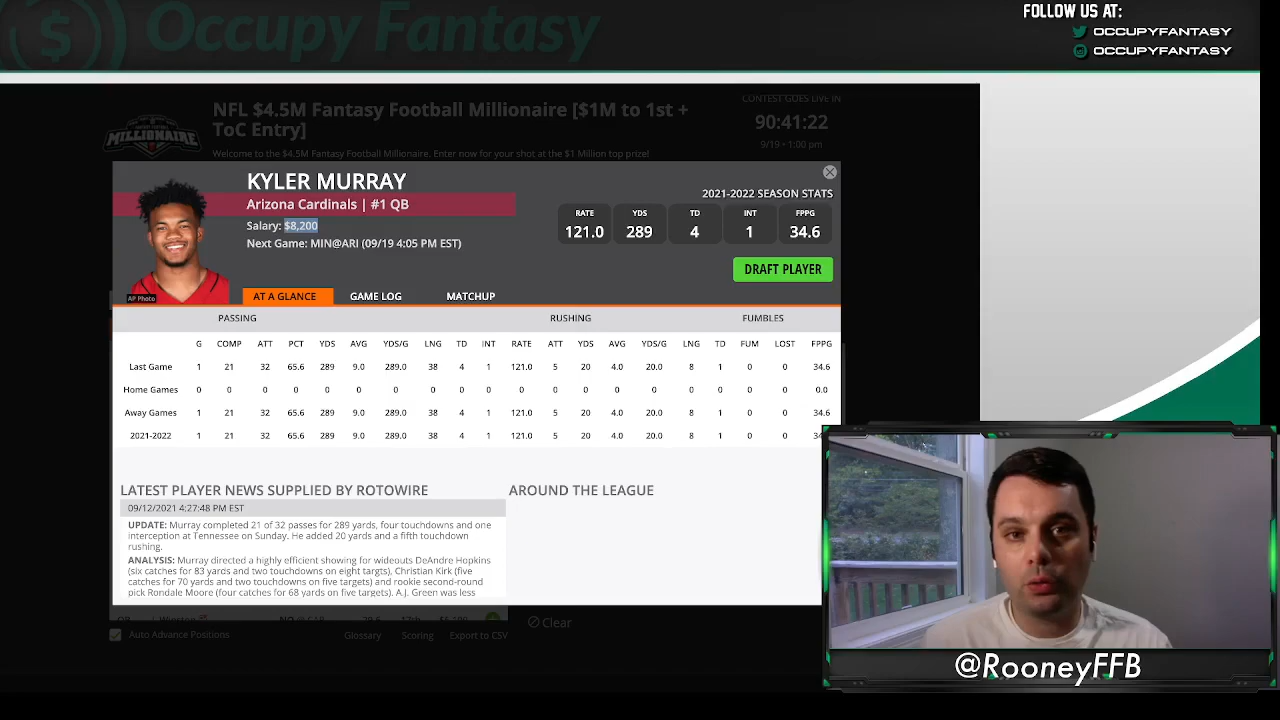 Occupy Fantasy
FOLLOW US AT:
OCCUPYFANTASY
OCCUPYFANTASY
MILLIONAIRE
NFL $4.5M Fantasy Football Millionaire [$1M to 1st +
ToC Entry]
Welcome to the $4.5M Fantasy Football Millionaire. Enter now for your shot at the $1 Million top prize!
CONTEST GOES LIVE IN
90:41:22
9/19 • 1:00 pm
KYLER MURRAY
Arizona Cardinals | #1 QB
Salary: $8,200
Next Game: MIN@ARI (09/19 4:05 PM EST)
AP Photo
2021-2022 SEASON STATS
RATE YDS TD INT FPPG
121.0 289 4 1 34.6
DRAFT PLAYER
AT A GLANCE GAME LOG MATCHUP
PASSING RUSHING FUMBLES
G COMP ATT PCT YDS AVG YDS/G LNG TD INT RATE ATT YDS AVG YDS/G LNG TD FUM LOST FPPG
Last Game 1 21 32 65.6 289 9.0 289.0 38 4 1 121.0 5 20 4.0 20.0 8 1 0 0 34.6
Home Games 0 0 0 0 0 0 0 0 0 0 0 0 0 0 0 0 0 0 0 0.0
Away Games 1 21 32 65.6 289 9.0 289.0 38 4 1 121.0 5 20 4.0 20.0 8 1 0 0 34.6
2021-2022 1 21 32 65.6 289 9.0 289.0 38 4 1 121.0 5 20 4.0 20.0 8 1 0 0
LATEST PLAYER NEWS SUPPLIED BY ROTOWIRE
AROUND THE LEAGUE
09/12/2021 4:27:48 PM EST
UPDATE: Murray completed 21 of 32 passes for 289 yards, four touchdowns and one
interception at Tennessee on Sunday. He added 20 yards and a fifth touchdown
rushing.
ANALYSIS: Murray directed a highly efficient showing for wideouts DeAndre Hopkins
(six catches for 83 yards and two touchdowns on eight targts), Christian Kirk (five
catches for 70 yards and two touchdowns on five targets) and rookie second-round
pick Rondale Moore (four catches for 68 yards on five targets). A.J. Green was less
Clear
Auto Advance Positions Glossary Scoring Export to CSV
@RooneyFFB